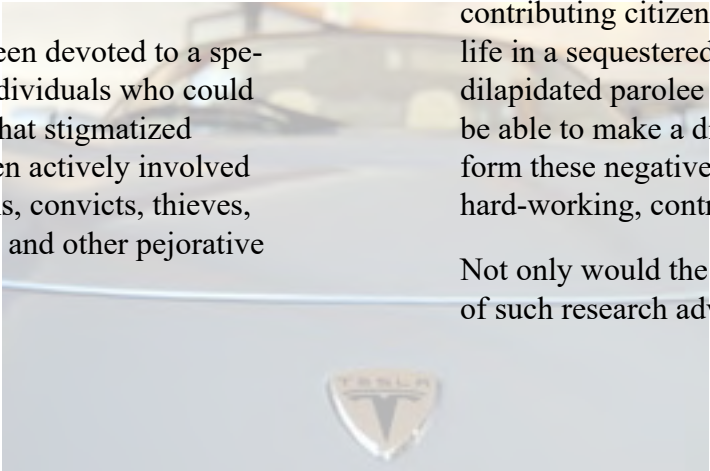 een devoted to a spe-
dividuals who could
hat stigmatized
en actively involved
s, convicts, thieves,
and other pejorative
contributing citizen
life in a sequestered
dilapidated parolee
be able to make a di
form these negative
hard-working, contr
Not only would the
of such research adv
TESLA